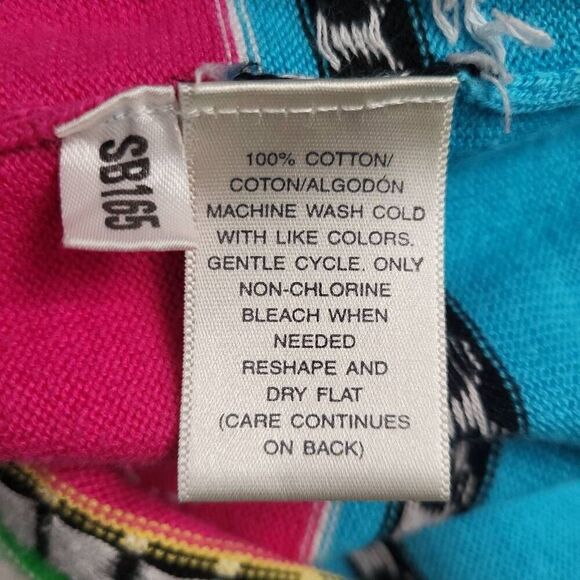 SB165
100% COTTON/
COTON/ALGODÓN
MACHINE WASH COLD
WITH LIKE COLORS.
GENTLE CYCLE. ONLY
NON-CHLORINE
BLEACH WHEN
NEEDED
RESHAPE AND
DRY FLAT
(CARE CONTINUES
ON BACK)